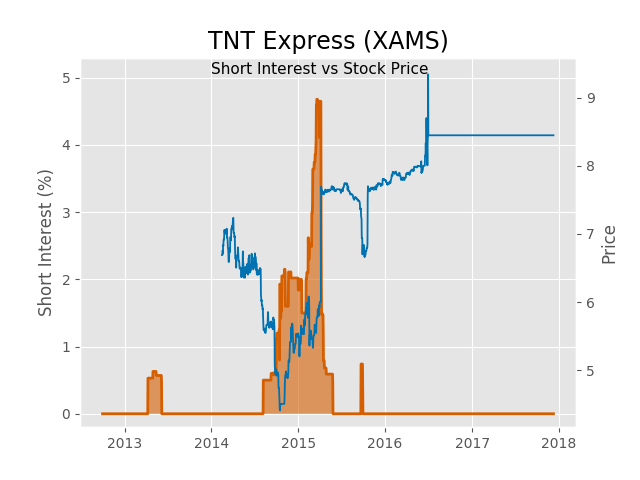 TNT Express (XAMS)
Short Interest vs Stock Price
Short Interest (%)
5
4
3
2
1
0
9
8
7
6
5
Price
2013 2014 2015 2016 2017 2018